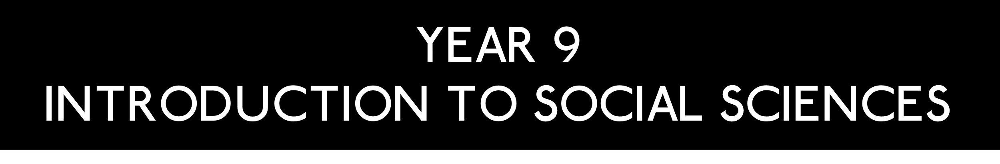 YEAR 9
INTRODUCTION TO SOCIAL SCIENCES